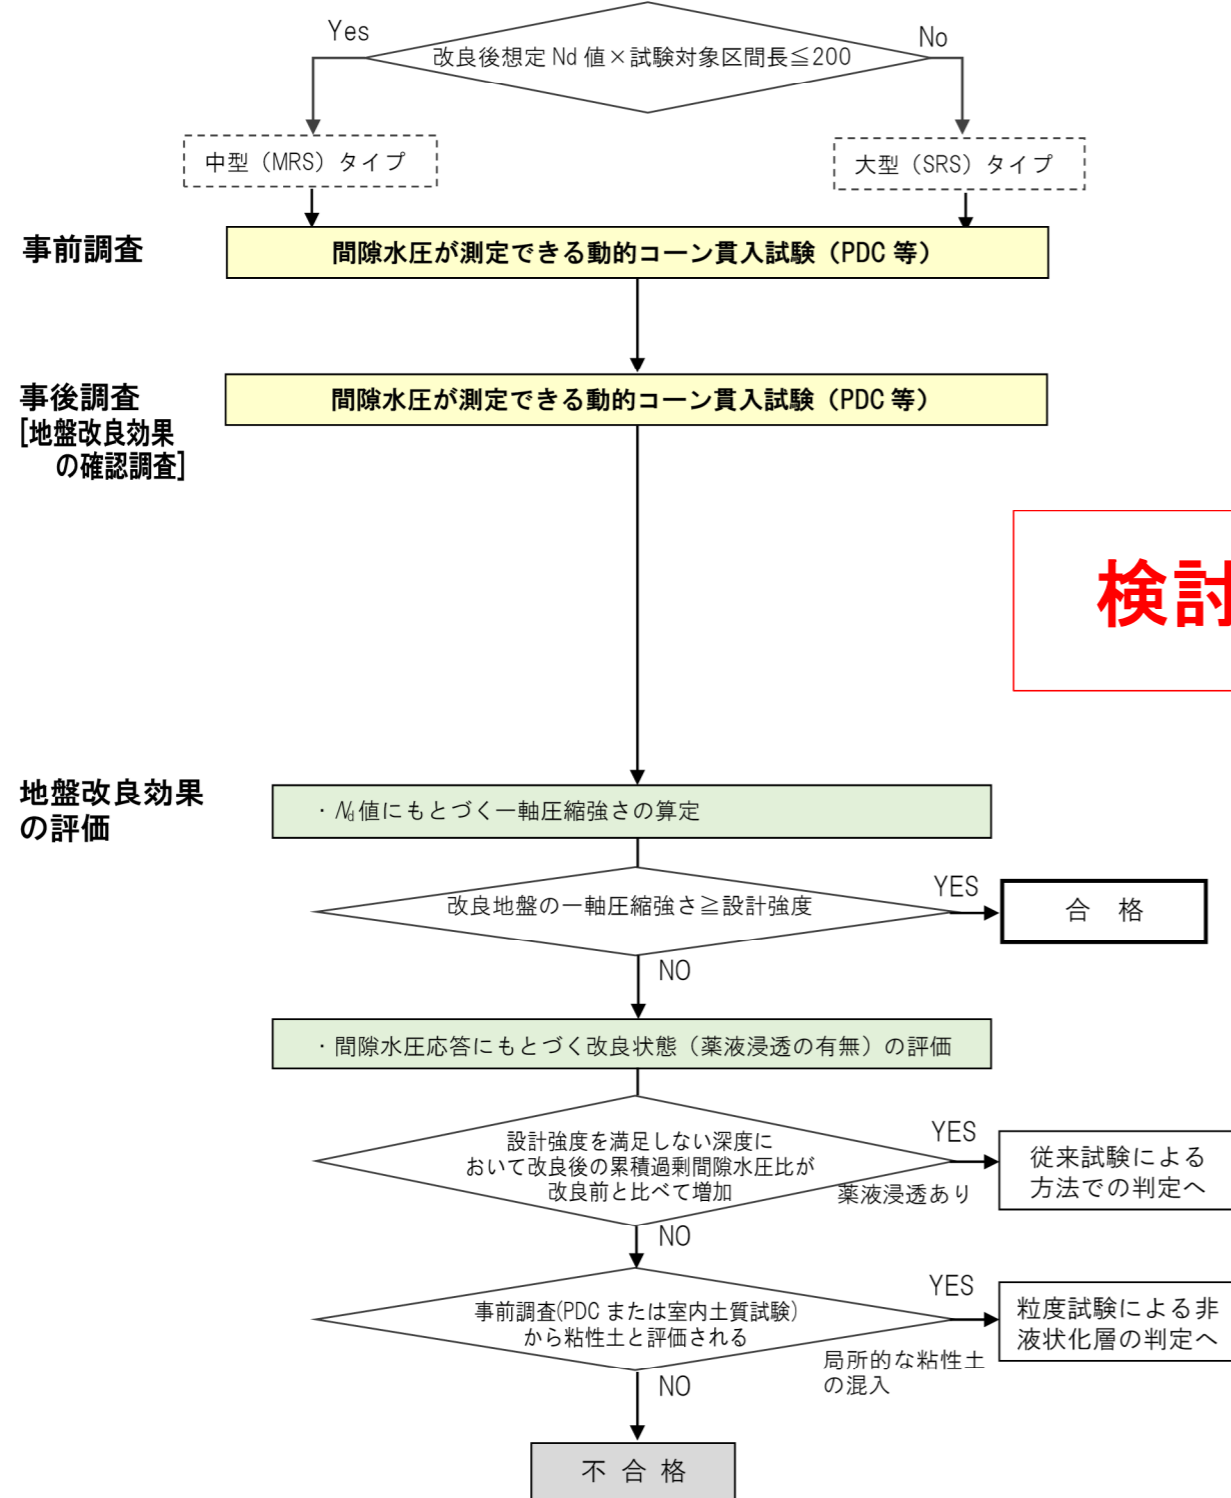 Yes
No
改良後想定 Nd 値×試験対象区間長≦200
中型（MRS）タイプ
大型（SRS）タイプ
事前調査
間隙水圧が測定できる動的コーン貫入試験（PDC 等）
事後調査
[地盤改良効果
の確認調査]
間隙水圧が測定できる動的コーン貫入試験（PDC 等）
検討
地盤改良効果
の評価
・Nd値にもとづく一軸圧縮強さの算定
改良地盤の一軸圧縮強さ≧設計強度
YES
合　格
NO
・間隙水圧応答にもとづく改良状態（薬液浸透の有無）の評価
設計強度を満足しない深度に
おいて改良後の累積過剰間隙水圧比が
改良前と比べて増加
YES
薬液浸透あり
従来試験による
方法での判定へ
NO
事前調査(PDC または室内土質試験)
から粘性土と評価される
YES
局所的な粘性土
の混入
粒度試験による非
液状化層の判定へ
NO
不 合 格